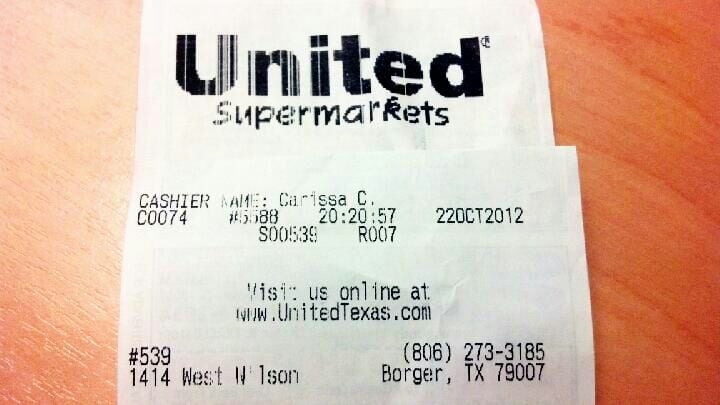 United
Supermarkets
CASHIER NAME: Carissa C.
C0074 #5588 20:20:57 22OCT2012
S00539 R007
Visit us online at
www.UnitedTexas.com
#539 (806) 273-3185
1414 West Wilson Borger, TX 79007